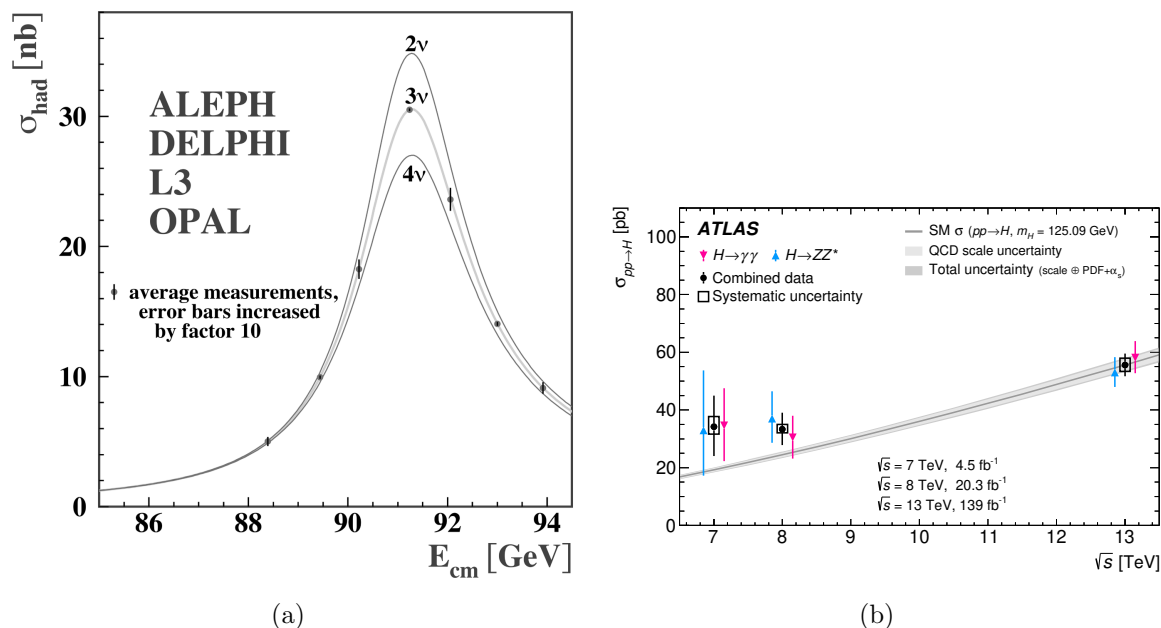 σhad [nb]
30
20
10
0
86 88 90 92 94
Ecm [GeV]
2ν
3ν
4ν
ALEPH
DELPHI
L3
OPAL
average measurements,
error bars increased
by factor 10
(a)
σpp→H [pb]
100
80
60
40
20
0
7 8 9 10 11 12 13
√s [TeV]
ATLAS
H→γγ H→ZZ*
Combined data
Systematic uncertainty
SM σ (pp→H, mH = 125.09 GeV)
QCD scale uncertainty
Total uncertainty (scale ⊕ PDF+αs)
√s = 7 TeV, 4.5 fb-1
√s = 8 TeV, 20.3 fb-1
√s = 13 TeV, 139 fb-1
(b)